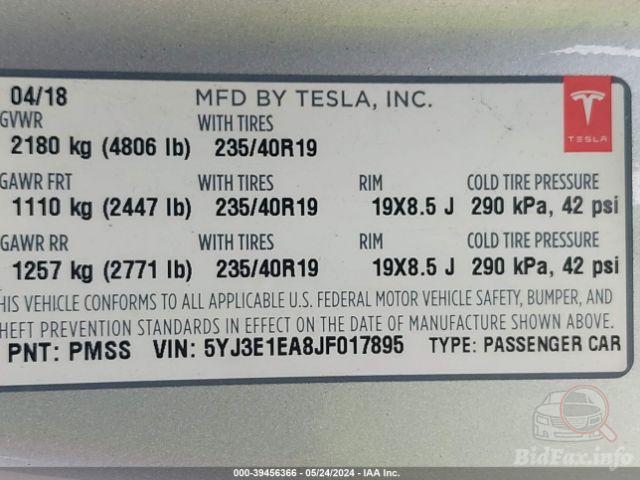 04/18 MFD BY TESLA, INC.
TESLA
GVWR WITH TIRES
2180 kg (4806 lb) 235/40R19
GAWR FRT WITH TIRES RIM COLD TIRE PRESSURE
1110 kg (2447 lb) 235/40R19 19X8.5 J 290 kPa, 42 psi
GAWR RR WITH TIRES RIM COLD TIRE PRESSURE
1257 kg (2771 lb) 235/40R19 19X8.5 J 290 kPa, 42 psi
THIS VEHICLE CONFORMS TO ALL APPLICABLE U.S. FEDERAL MOTOR VEHICLE SAFETY, BUMPER, AND
THEFT PREVENTION STANDARDS IN EFFECT ON THE DATE OF MANUFACTURE SHOWN ABOVE.
PNT: PMSS VIN: 5YJ3E1EA8JF017895 TYPE: PASSENGER CAR
BidFax.info
000-39456366 - 05/24/2024 - IAA Inc.